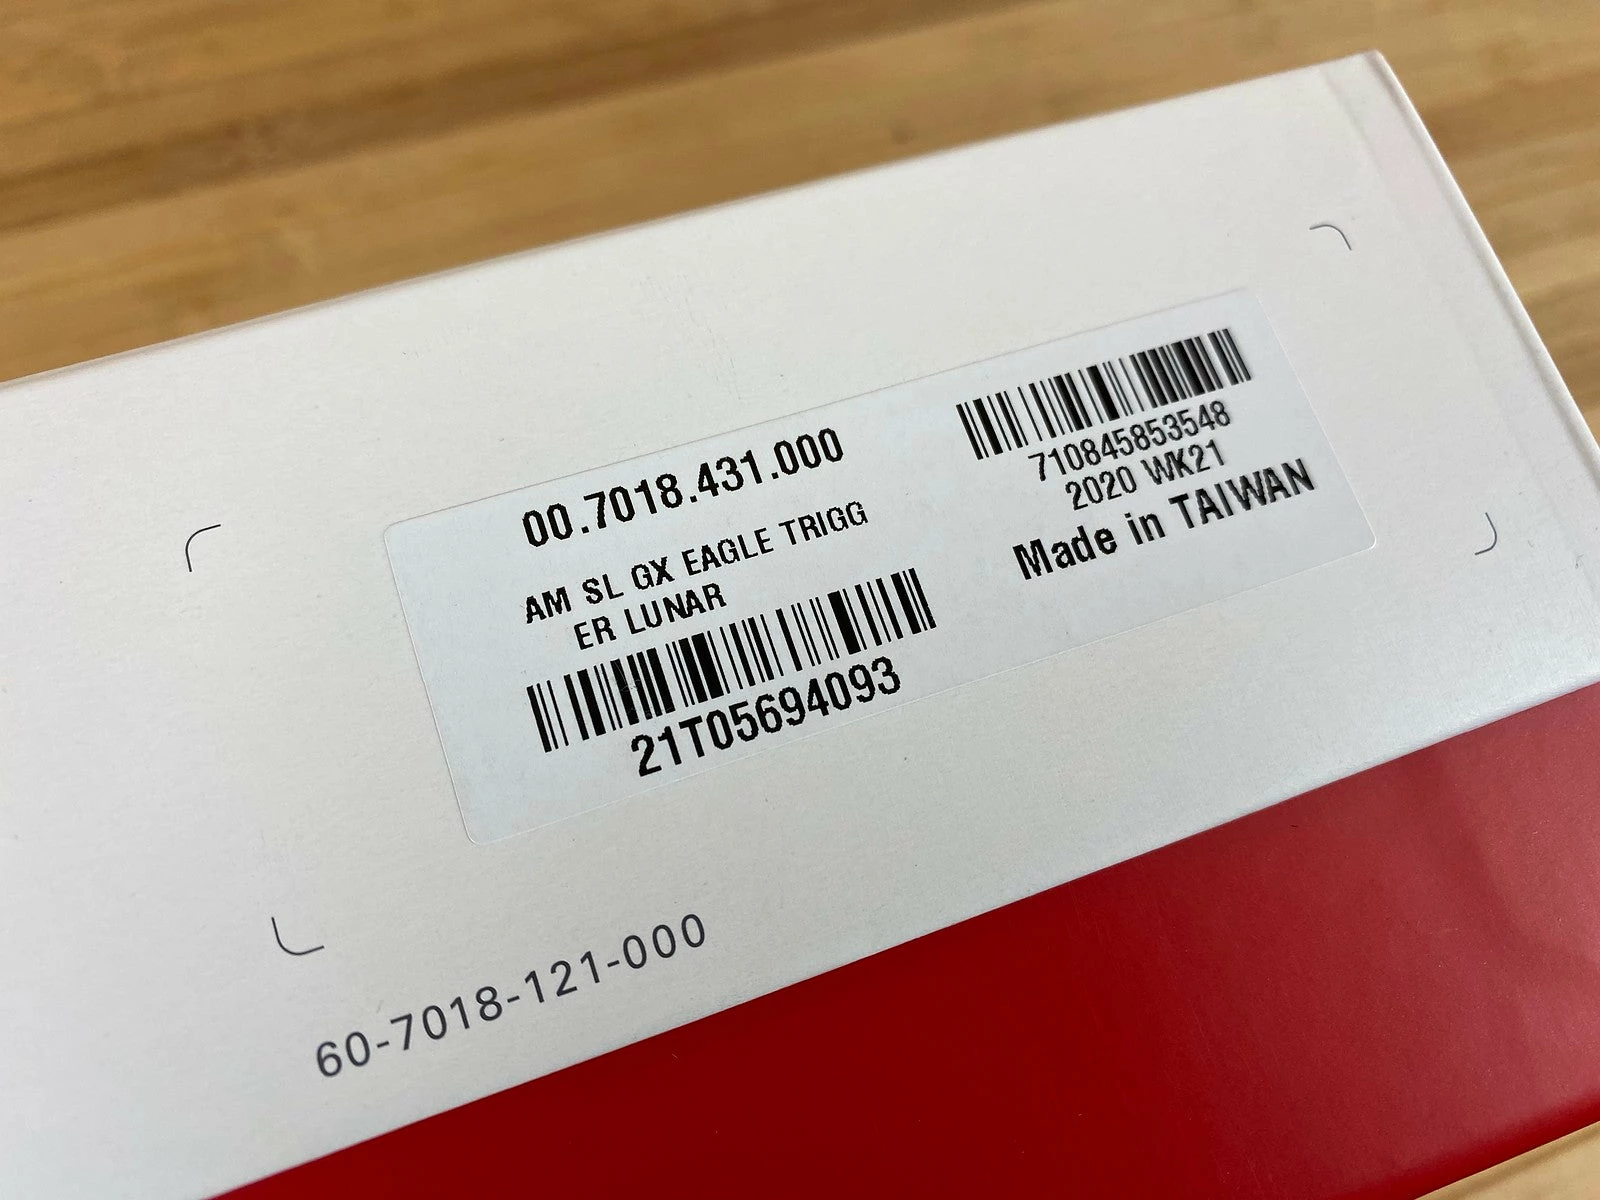 00.7018.431.000
AM SL GX EAGLE TRIGG
ER LUNAR
21T05694093
710845853548
2020 WK21
Made in TAIWAN
60-7018-121-000